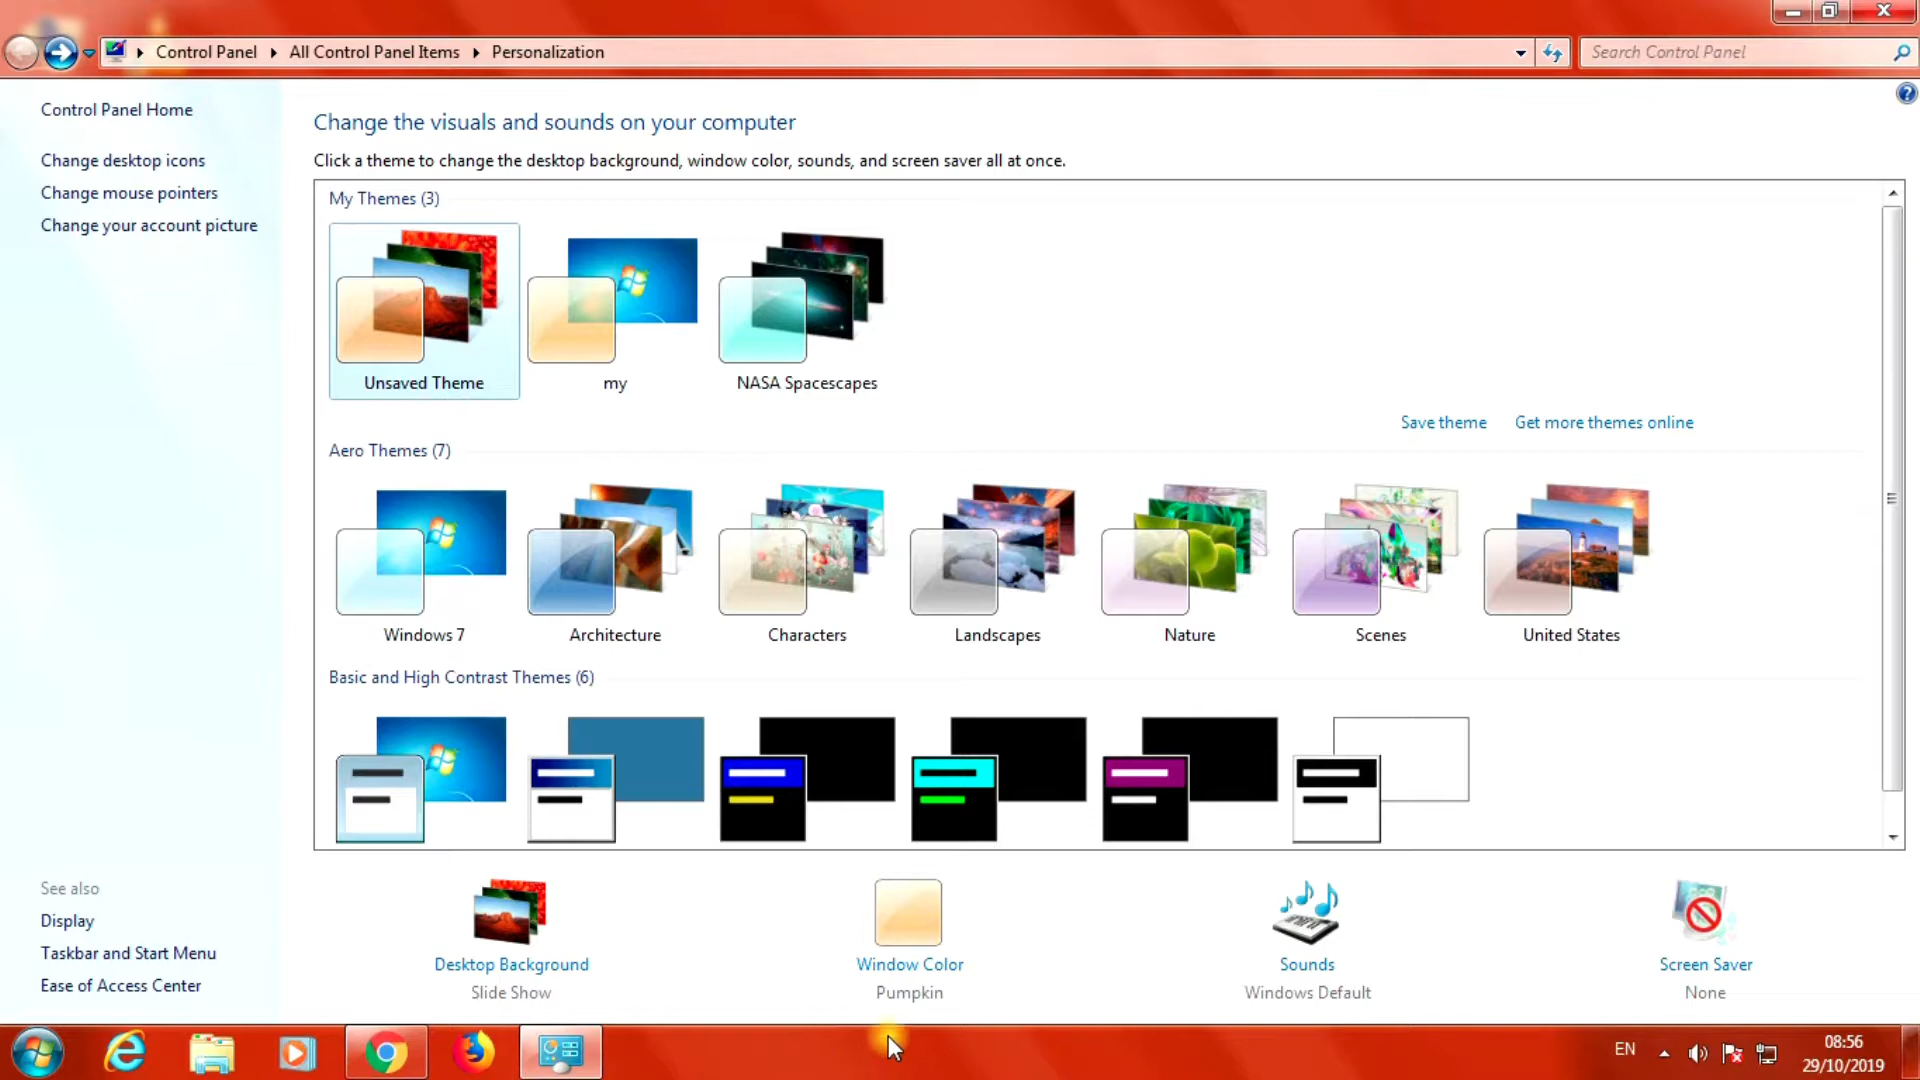 Control Panel
All Control Panel Items
Personalization
Search Control Panel
Control Panel Home
Change desktop icons
Change mouse pointers
Change your account picture
Change the visuals and sounds on your computer
Click a theme to change the desktop background, window color, sounds, and screen saver all at once.
My Themes (3)
Unsaved Theme
my
NASA Spacescapes
Save theme
Get more themes online
Aero Themes (7)
Windows 7
Architecture
Characters
Landscapes
Nature
Scenes
United States
Basic and High Contrast Themes (6)
See also
Display
Taskbar and Start Menu
Ease of Access Center
Desktop Background
Slide Show
Window Color
Pumpkin
Sounds
Windows Default
Screen Saver
None
EN
08:56
29/10/2019